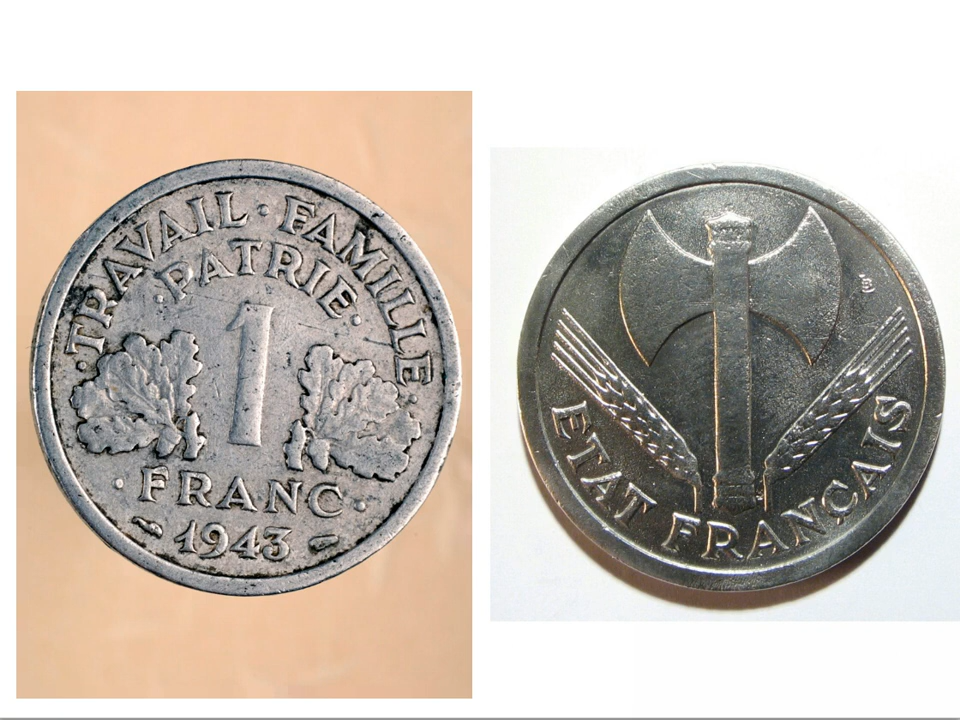 · TRAVAIL · FAMILLE ·
· PATRIE ·
1
· FRANC ·
1943
ETAT FRANÇAIS